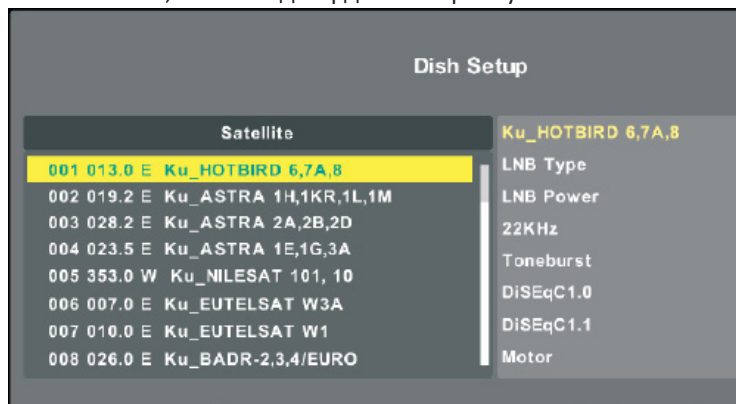 Dish Setup
Satellite
001 013.0 E Ku_HOTBIRD 6,7A,8
002 019.2 E Ku_ASTRA 1H,1KR,1L,1M
003 028.2 E Ku_ASTRA 2A,2B,2D
004 023.5 E Ku_ASTRA 1E,1G,3A
005 353.0 W Ku_NILESAT 101, 10
006 007.0 E Ku_EUTELSAT W3A
007 010.0 E Ku_EUTELSAT W1
008 026.0 E Ku_BADR-2,3,4/EURO
Ku_HOTBIRD 6,7A,8
LNB Type
LNB Power
22KHz
Toneburst
DiSEqC1.0
DiSEqC1.1
Motor